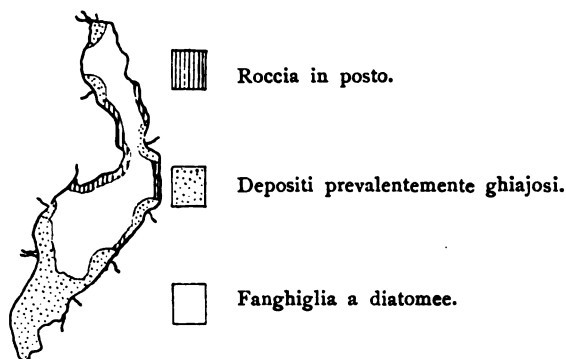 Roccia in posto.
Depositi prevalentemente ghiajosi.
Fanghiglia a diatomee.